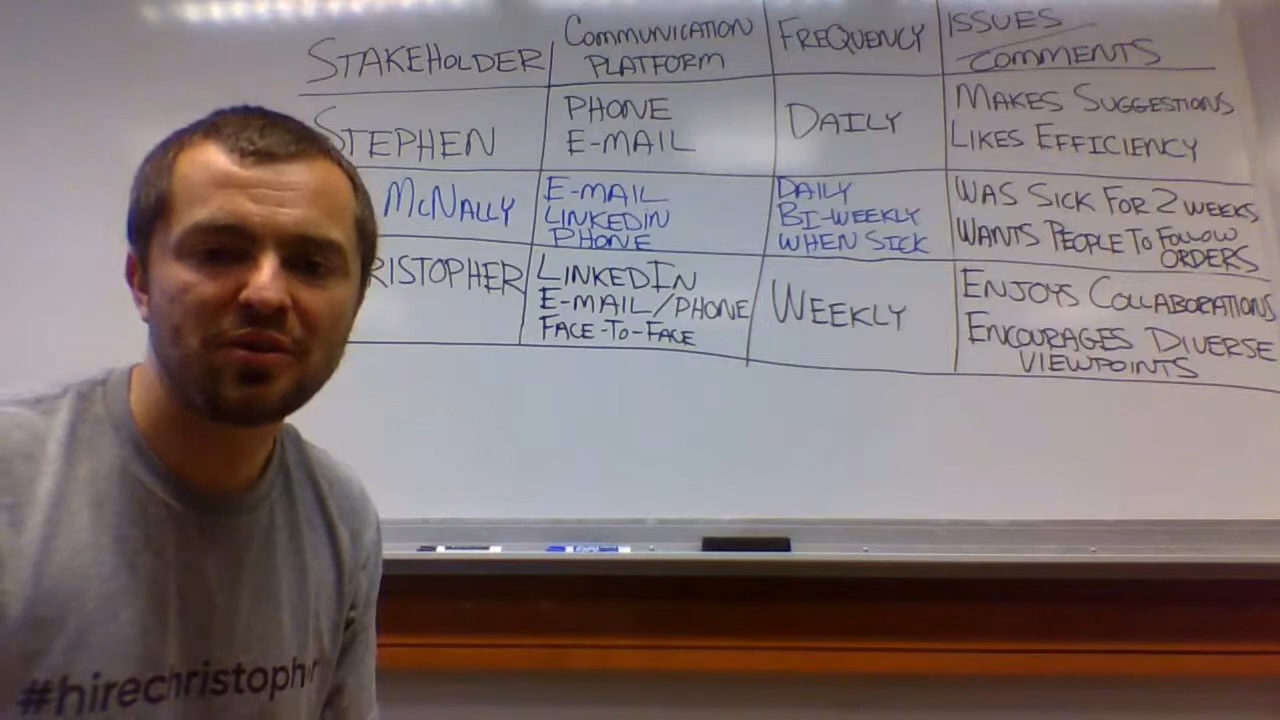 STAKEHOLDER
COMMUNICATION
PLATFORM
FREQUENCY
ISSUES
COMMENTS
STEPHEN
PHONE
E-MAIL
DAILY
MAKES SUGGESTIONS
LIKES EFFICIENCY
MCNALLY
E-MAIL
LINKEDIN
PHONE
DAILY
BI-WEEKLY
WHEN SICK
WAS SICK FOR 2 WEEKS
WANTS PEOPLE TO FOLLOW
ORDERS
RISTOPHER
LINKEDIN
E-MAIL/PHONE
FACE-TO-FACE
WEEKLY
ENJOYS COLLABORATIONS
ENCOURAGES DIVERSE
VIEWPOINTS
#hirechristoph